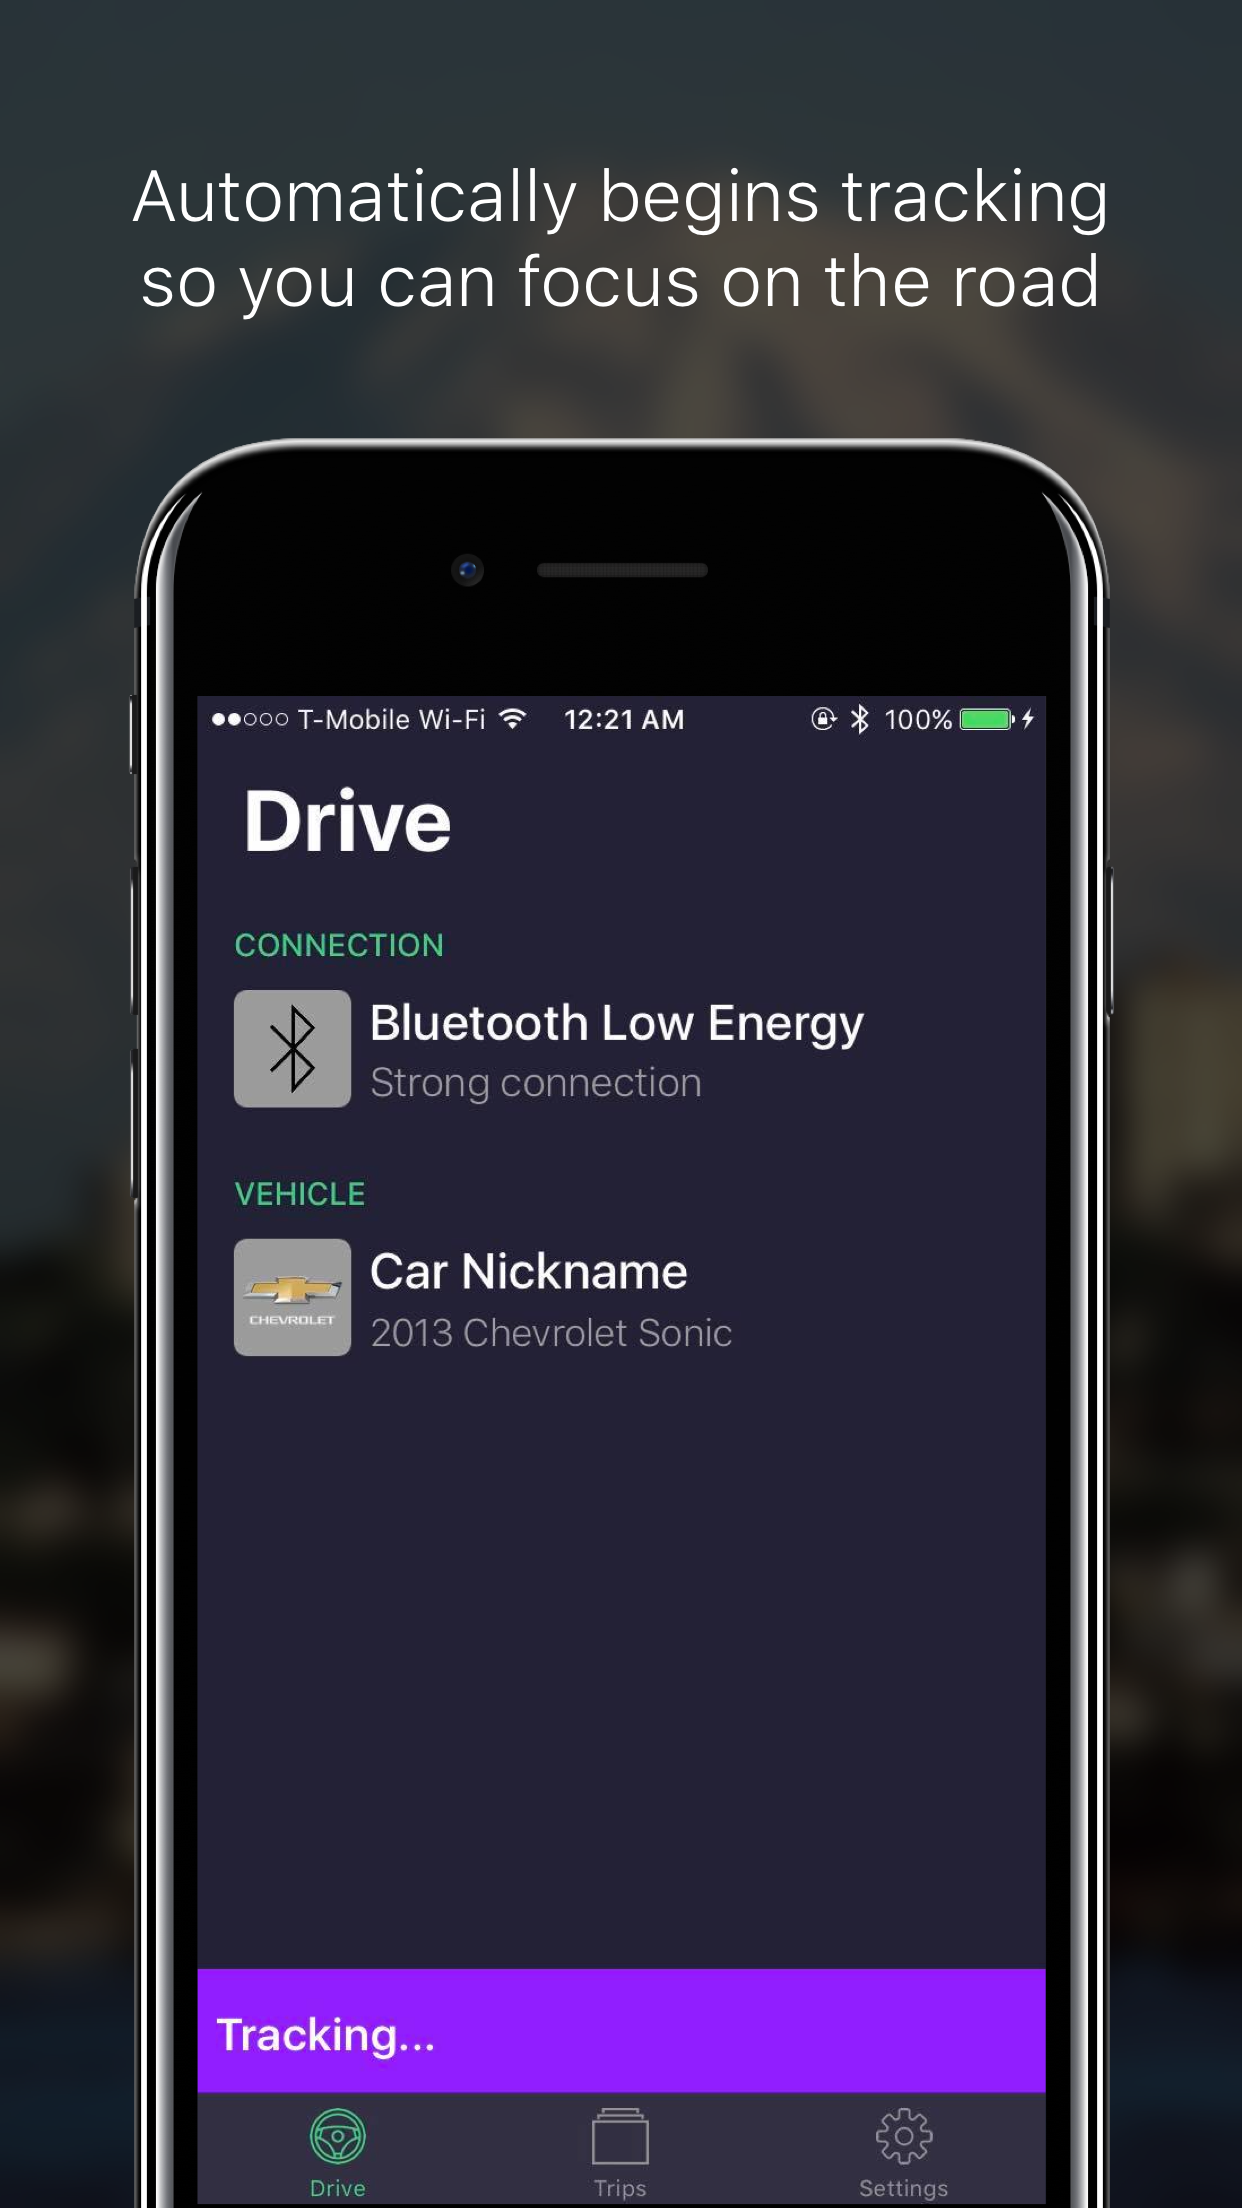 Automatically begins tracking
so you can focus on the road
T-Mobile Wi-Fi 12:21 AM 100%
Drive
CONNECTION
Bluetooth Low Energy
Strong connection
VEHICLE
CHEVROLET
Car Nickname
2013 Chevrolet Sonic
Tracking...
Drive Trips Settings